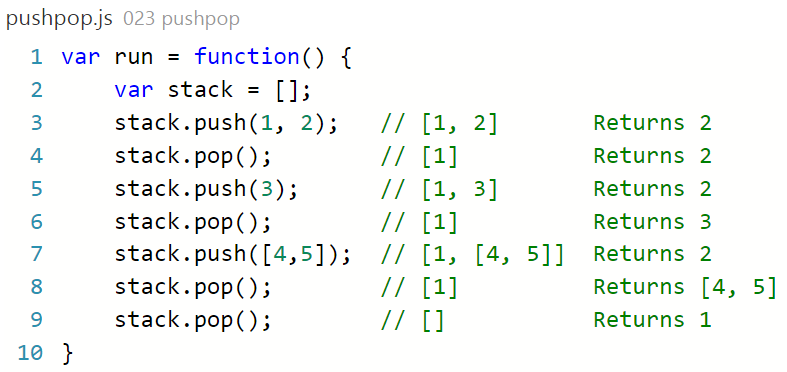 pushpop.js 023 pushpop
1 var run = function() {
2     var stack = [];
3     stack.push(1, 2);   // [1, 2]       Returns 2
4     stack.pop();        // [1]          Returns 2
5     stack.push(3);      // [1, 3]       Returns 2
6     stack.pop();        // [1]          Returns 3
7     stack.push([4,5]);  // [1, [4, 5]]  Returns 2
8     stack.pop();        // [1]          Returns [4, 5]
9     stack.pop();        // []           Returns 1
10 }